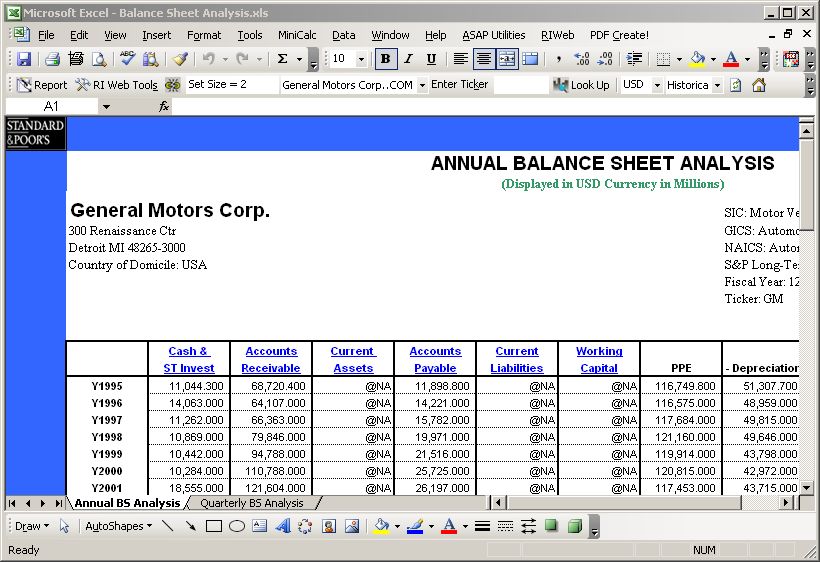 Microsoft Excel - Balance Sheet Analysis.xls
File Edit View Insert Format Tools MiniCalc Data Window Help ASAP Utilities RIWeb PDF Create!
Σ 10 B I U
Report RI Web Tools Set Size = 2 General Motors Corp..COM Enter Ticker Look Up USD Historica
A1 fx
STANDARD
&POOR'S
ANNUAL BALANCE SHEET ANALYSIS
(Displayed in USD Currency in Millions)
General Motors Corp.
300 Renaissance Ctr
Detroit MI 48265-3000
Country of Domicile: USA
SIC: Motor Ve
GICS: Automo
NAICS: Autor
S&P Long-Te
Fiscal Year: 12
Ticker: GM
Cash & Accounts Current Accounts Current Working
ST Invest Receivable Assets Payable Liabilities Capital PPE - Depreciation
Y1995 11,044.300 68,720.400 @NA 11,898.800 @NA @NA 116,749.800 51,307.700
Y1996 14,063.000 64,107.000 @NA 14,221.000 @NA @NA 116,575.000 48,959.000
Y1997 11,262.000 66,363.000 @NA 15,782.000 @NA @NA 117,684.000 49,815.000
Y1998 10,869.000 79,846.000 @NA 19,971.000 @NA @NA 121,160.000 49,646.000
Y1999 10,442.000 94,788.000 @NA 21,516.000 @NA @NA 119,914.000 43,798.000
Y2000 10,284.000 110,788.000 @NA 25,725.000 @NA @NA 120,815.000 42,972.000
Y2001 18,555.000 121,604.000 @NA 26,197.000 @NA @NA 117,453.000 43,715.000
Annual BS Analysis Quarterly BS Analysis
Draw AutoShapes
Ready NUM